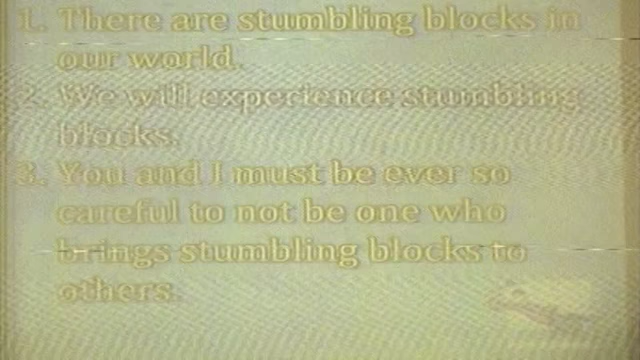 1. There are stumbling blocks in
our world.
2. We will experience stumbling
blocks.
3. You and I must be ever so
careful to not be one who
brings stumbling blocks to
others.